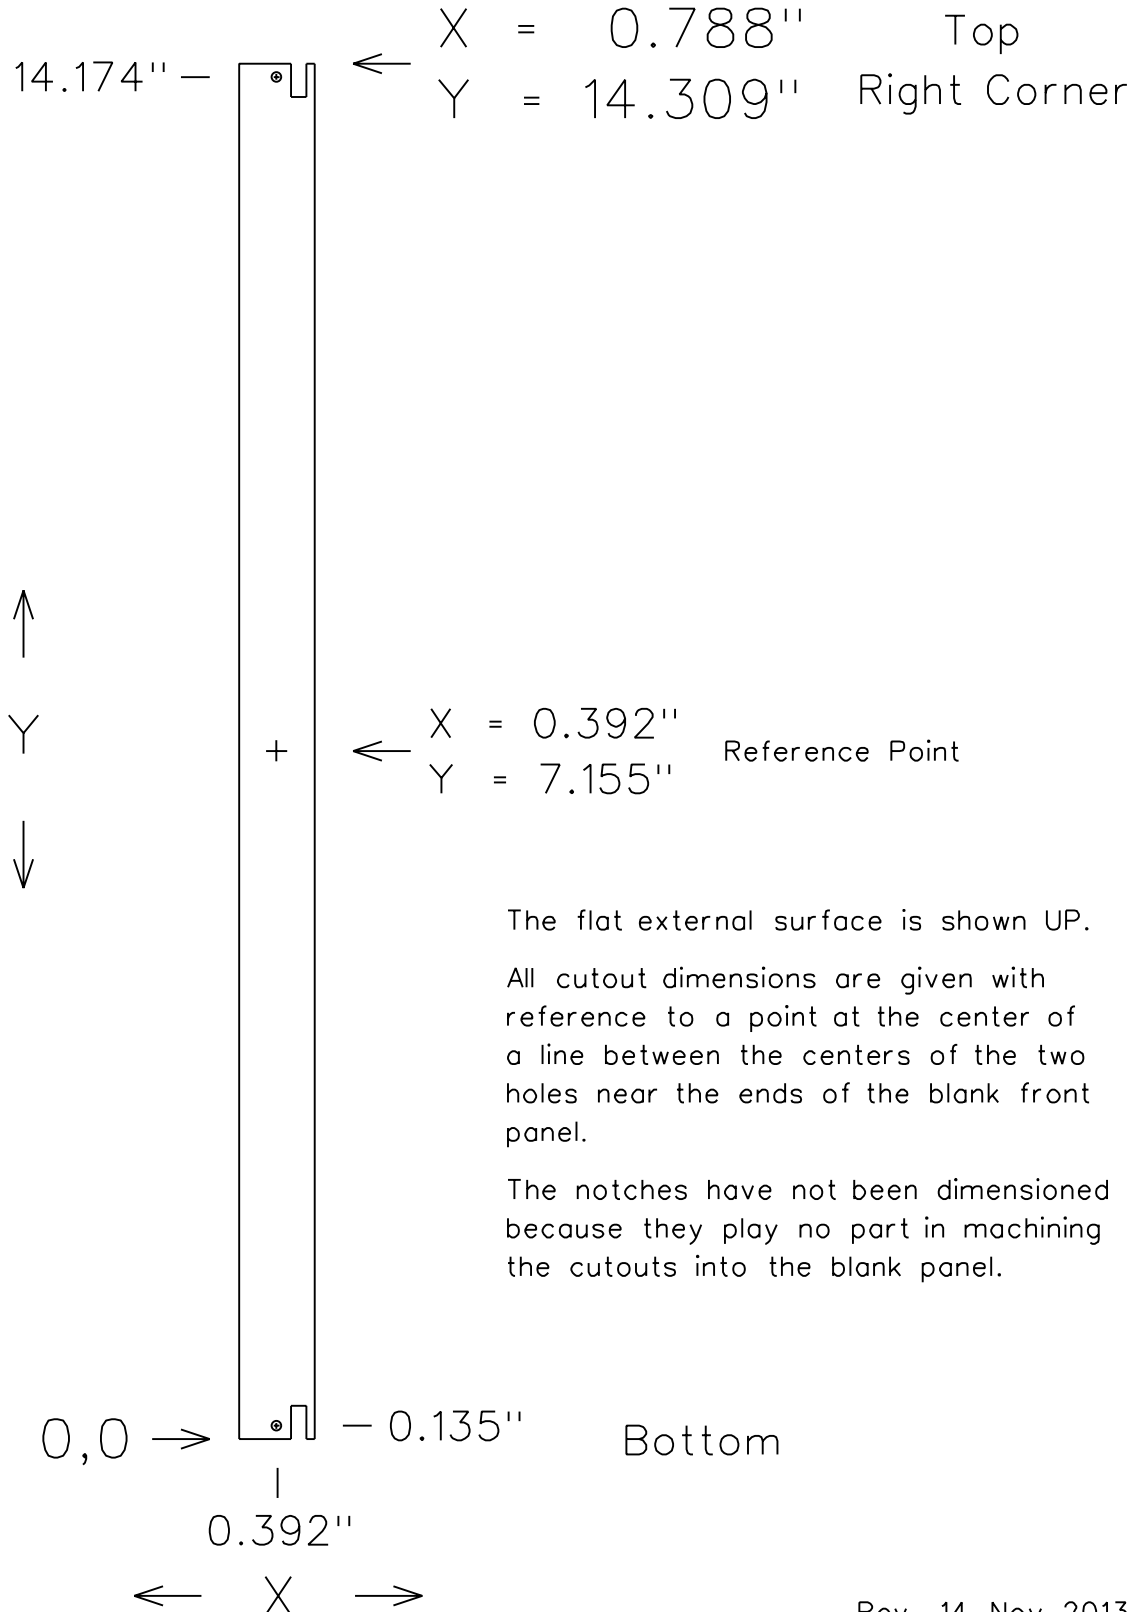 X = 0.788" Top
14.174"
Y = 14.309" Right Corner
Y
X = 0.392"
Reference Point
Y = 7.155"
The flat external surface is shown UP.
All cutout dimensions are given with
reference to a point at the center of
a line between the centers of the two
holes near the ends of the blank front
panel.
The notches have not been dimensioned
because they play no part in machining
the cutouts into the blank panel.
0,0
0.135"
Bottom
0.392"
X
Rev. 14 Nov 2013